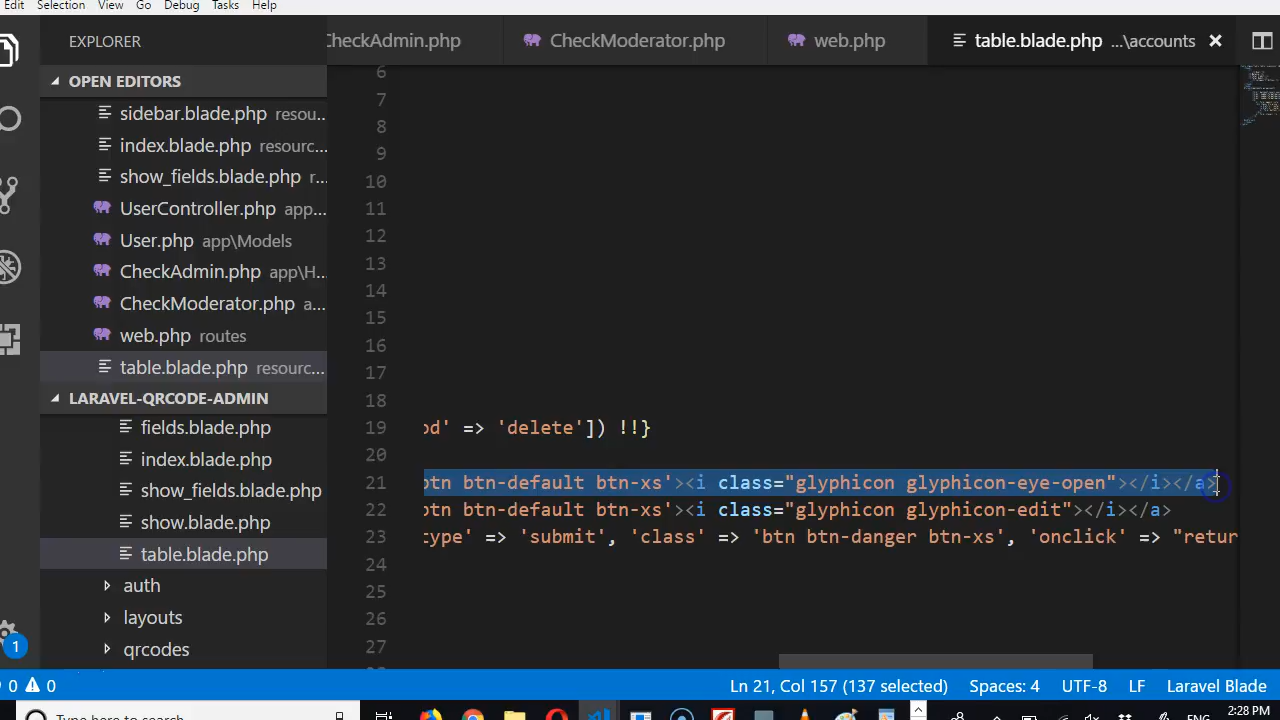 Edit Selection View Go Debug Tasks Help
EXPLORER
CheckAdmin.php CheckModerator.php web.php table.blade.php ...\accounts
OPEN EDITORS
sidebar.blade.php resou...
index.blade.php resourc...
show_fields.blade.php r...
UserController.php app...
User.php app\Models
CheckAdmin.php app\H...
CheckModerator.php a...
web.php routes
table.blade.php resourc...
LARAVEL-QRCODE-ADMIN
fields.blade.php
index.blade.php
show_fields.blade.php
show.blade.php
table.blade.php
auth
layouts
qrcodes
6
7
8
9
10
11
12
13
14
15
16
17
18
19 od' => 'delete']) !!}
20
21 btn btn-default btn-xs'><i class="glyphicon glyphicon-eye-open"></i></a>
22 btn btn-default btn-xs'><i class="glyphicon glyphicon-edit"></i></a>
23 type' => 'submit', 'class' => 'btn btn-danger btn-xs', 'onclick' => "retur
24
25
26
27
1
0 0 Ln 21, Col 157 (137 selected) Spaces: 4 UTF-8 LF Laravel Blade
Type here to search ENG 2:28 PM